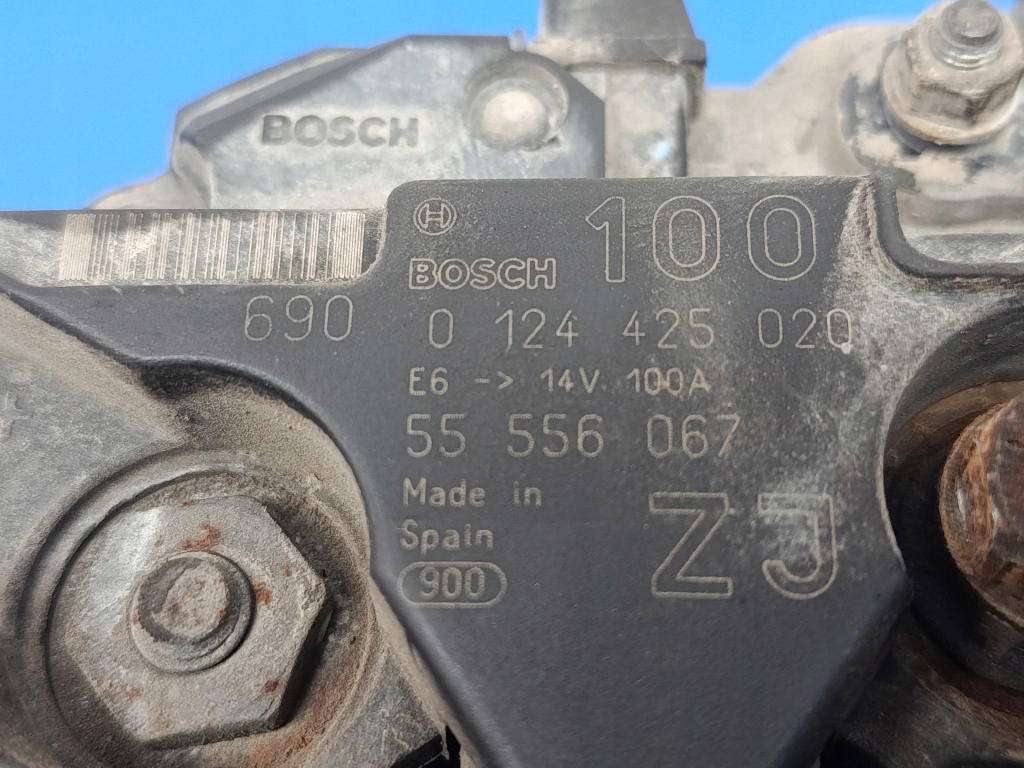 BOSCH
BOSCH 100
690 0 124 425 020
E6 -> 14V 100A
55 556 067
Made in
Spain
900
ZJ